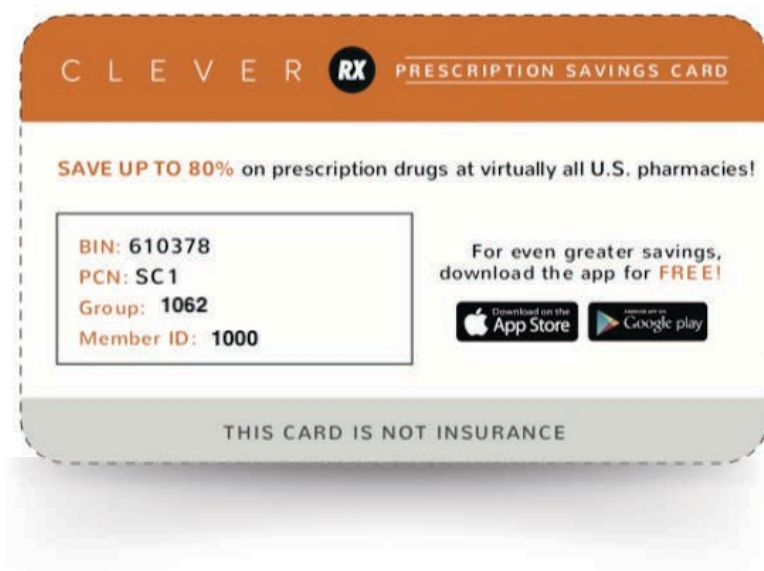 CLEVER RX PRESCRIPTION SAVINGS CARD
SAVE UP TO 80% on prescription drugs at virtually all U.S. pharmacies!
BIN: 610378
PCN: SC1
Group: 1062
Member ID: 1000
For even greater savings,
download the app for FREE!
Download on the
App Store
Google play
THIS CARD IS NOT INSURANCE